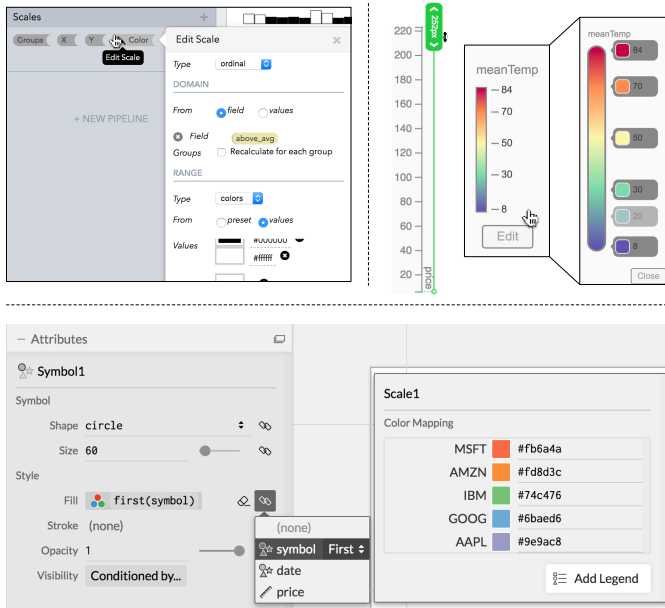 Scales +
Groups X Y Color
Edit Scale
+ NEW PIPELINE
Edit Scale ×
Type ordinal
DOMAIN
From field values
Field above_avg
Groups Recalculate for each group
RANGE
Type colors
From preset values
Values #000000
#ffffff
252px
220
200
180
160
140
120
100
80
60
40
20
price
meanTemp
84
70
50
30
8
Edit
meanTemp
84
70
50
30
20
8
Close
Attributes
Symbol1
Symbol
Shape circle
Size 60
Style
Fill first(symbol)
Stroke (none)
Opacity 1
Visibility Conditioned by...
(none)
symbol First
date
price
Scale1
Color Mapping
MSFT #fb6a4a
AMZN #fd8d3c
IBM #74c476
GOOG #6baed6
AAPL #9e9ac8
Add Legend